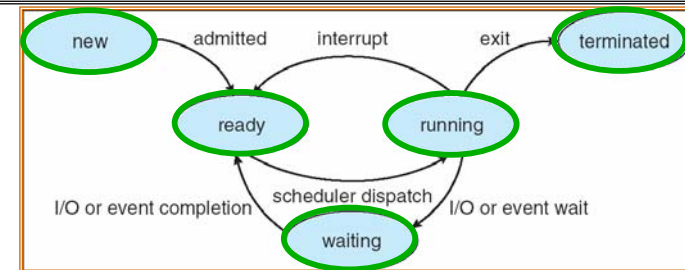 new
admitted
interrupt
exit
terminated
ready
running
scheduler dispatch
I/O or event completion
I/O or event wait
waiting